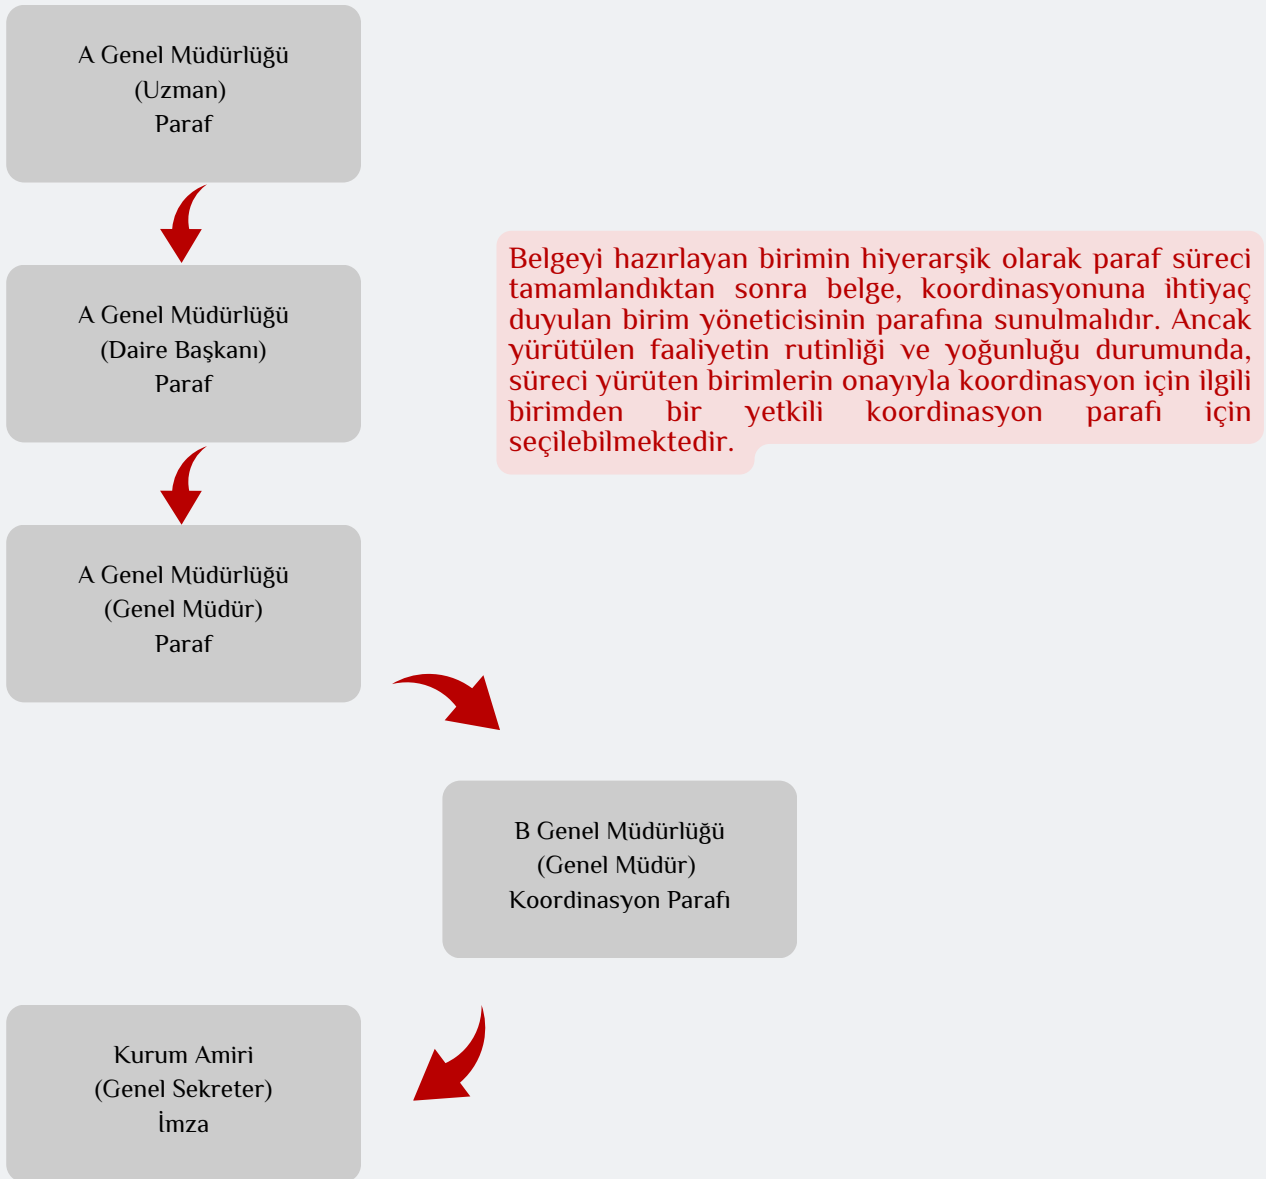 A Genel Müdürlüğü
(Uzman)
Paraf
A Genel Müdürlüğü
(Daire Başkanı)
Paraf
Belgeyi hazırlayan birimin hiyerarşik olarak paraf süreci
tamamlandıktan sonra belge, koordinasyonuna ihtiyaç
duyulan birim yöneticisinin parafına sunulmalıdır. Ancak
yürütülen faaliyetin rutinliği ve yoğunluğu durumunda,
süreci yürüten birimlerin onayıyla koordinasyon için ilgili
birimden bir yetkili koordinasyon parafı için
seçilebilmektedir.
A Genel Müdürlüğü
(Genel Müdür)
Paraf
B Genel Müdürlüğü
(Genel Müdür)
Koordinasyon Parafı
Kurum Amiri
(Genel Sekreter)
İmza